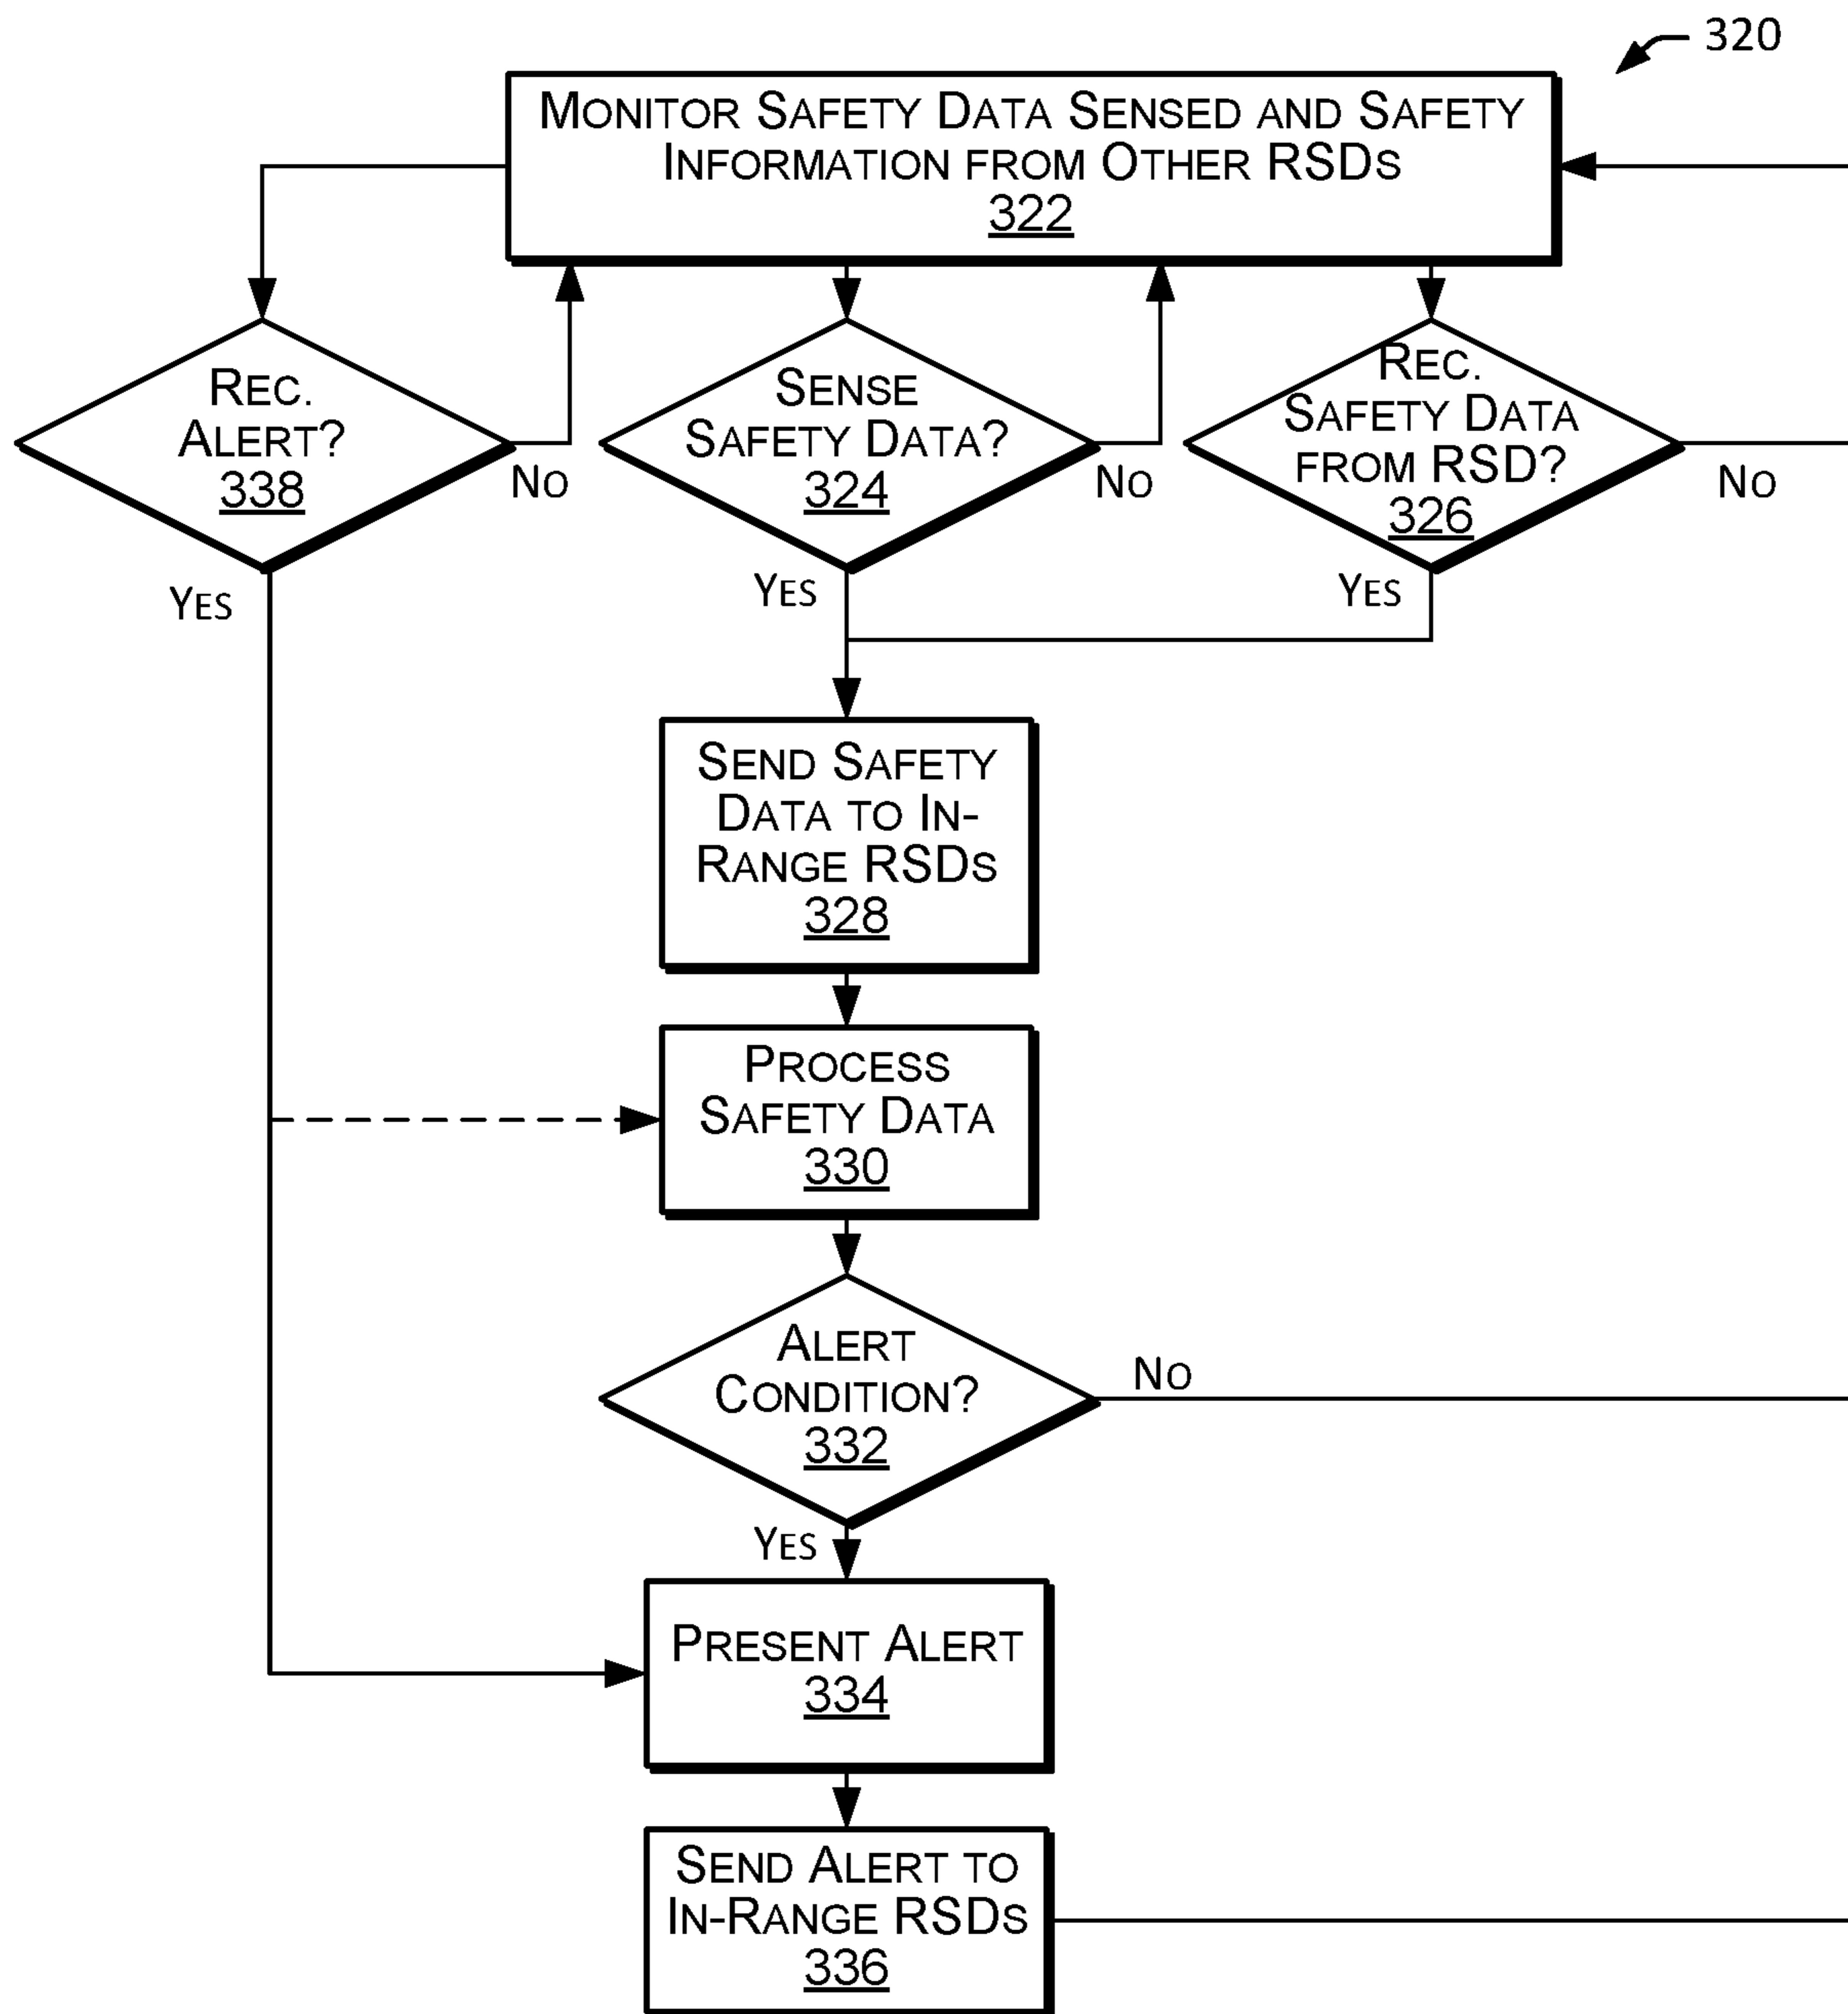 320
Monitor Safety Data Sensed and Safety
Information from Other RSDs
322
Rec.
Alert?
338
No
Yes
Sense
Safety Data?
324
No
Yes
Rec.
Safety Data
from RSD?
326
No
Yes
Send Safety
Data to In-
Range RSDs
328
Process
Safety Data
330
Alert
Condition?
332
No
Yes
Present Alert
334
Send Alert to
In-Range RSDs
336